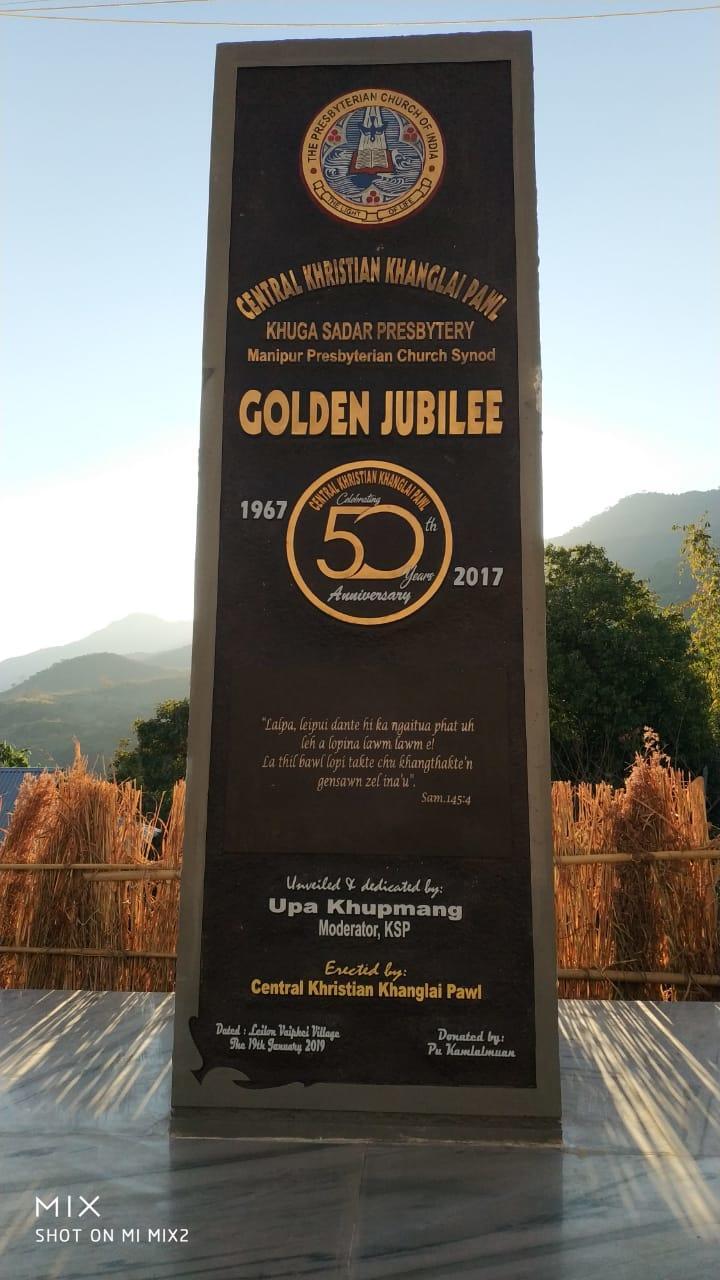 THE PRESBYTERIAN CHURCH OF INDIA
THE LIGHT OF LIFE
CENTRAL KHRISTIAN KHANGLAI PAWL
KHUGA SADAR PRESBYTERY
Manipur Presbyterian Church Synod
GOLDEN JUBILEE
CENTRAL KHRISTIAN KHANGLAI PAWL
Celebrating
1967
50th
Years
2017
Anniversary
"Lalpa, leipui dante hi ka ngaitua phat uh
leh a lopina lawm lawm e!
La thil bawl lopi takte chu khangthakte'n
gensawn zel ina'u".
Sam.145:4
Unveiled & dedicated by:
Upa Khupmang
Moderator, KSP
Erected by:
Central Khristian Khanglai Pawl
Dated : Leilon Vaiphei Village
The 19th January 2019
Donated by:
Pu Kamlalmuan
MIX
SHOT ON MI MIX2